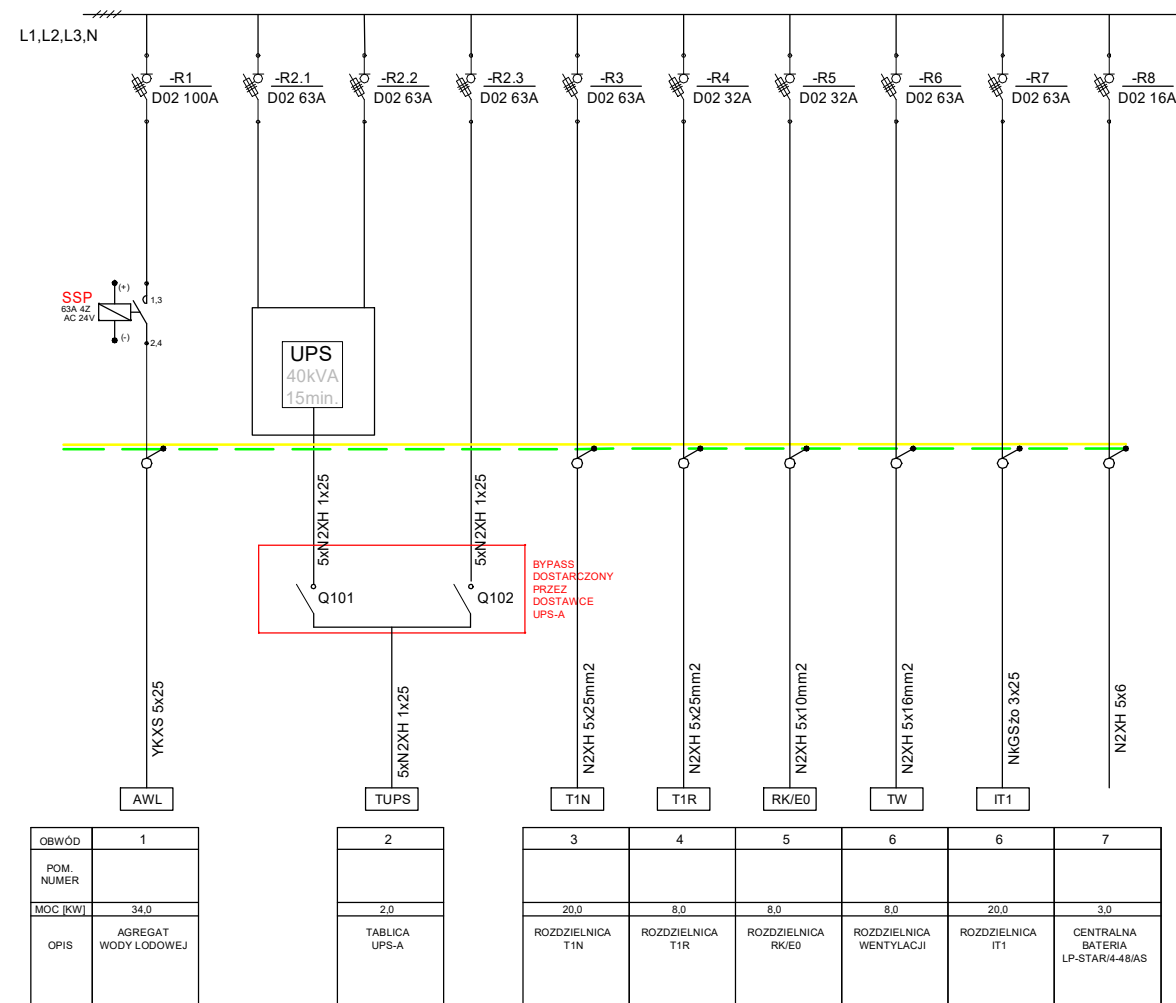 L1,L2,L3,N
-R1
D02 100A
-R2.1
D02 63A
-R2.2
D02 63A
-R2.3
D02 63A
-R3
D02 63A
-R4
D02 32A
-R5
D02 32A
-R6
D02 63A
-R7
D02 63A
-R8
D02 16A
SSP
63A 4Z
AC 24V
(+)
(-)
1,3
2,4
UPS
40kVA
15min.
5xN2XH 1x25
5xN2XH 1x25
Q101
Q102
BYPASS
DOSTARCZONY
PRZEZ
DOSTAWCE
UPS-A
YKXS 5x25
5xN2XH 1x25
N2XH 5x25mm2
N2XH 5x25mm2
N2XH 5x10mm2
N2XH 5x16mm2
NkGSżo 3x25
N2XH 5x6
AWL
TUPS
T1N
T1R
RK/E0
TW
IT1
OBWÓD 1 2 3 4 5 6 6 7
POM.
NUMER
MOC [KW] 34,0 2,0 20,0 8,0 8,0 8,0 20,0 3,0
OPIS
AGREGAT
WODY LODOWEJ
TABLICA
UPS-A
ROZDZIELNICA
T1N
ROZDZIELNICA
T1R
ROZDZIELNICA
RK/E0
ROZDZIELNICA
WENTYLACJI
ROZDZIELNICA
IT1
CENTRALNA
BATERIA
LP-STAR/4-48/AS